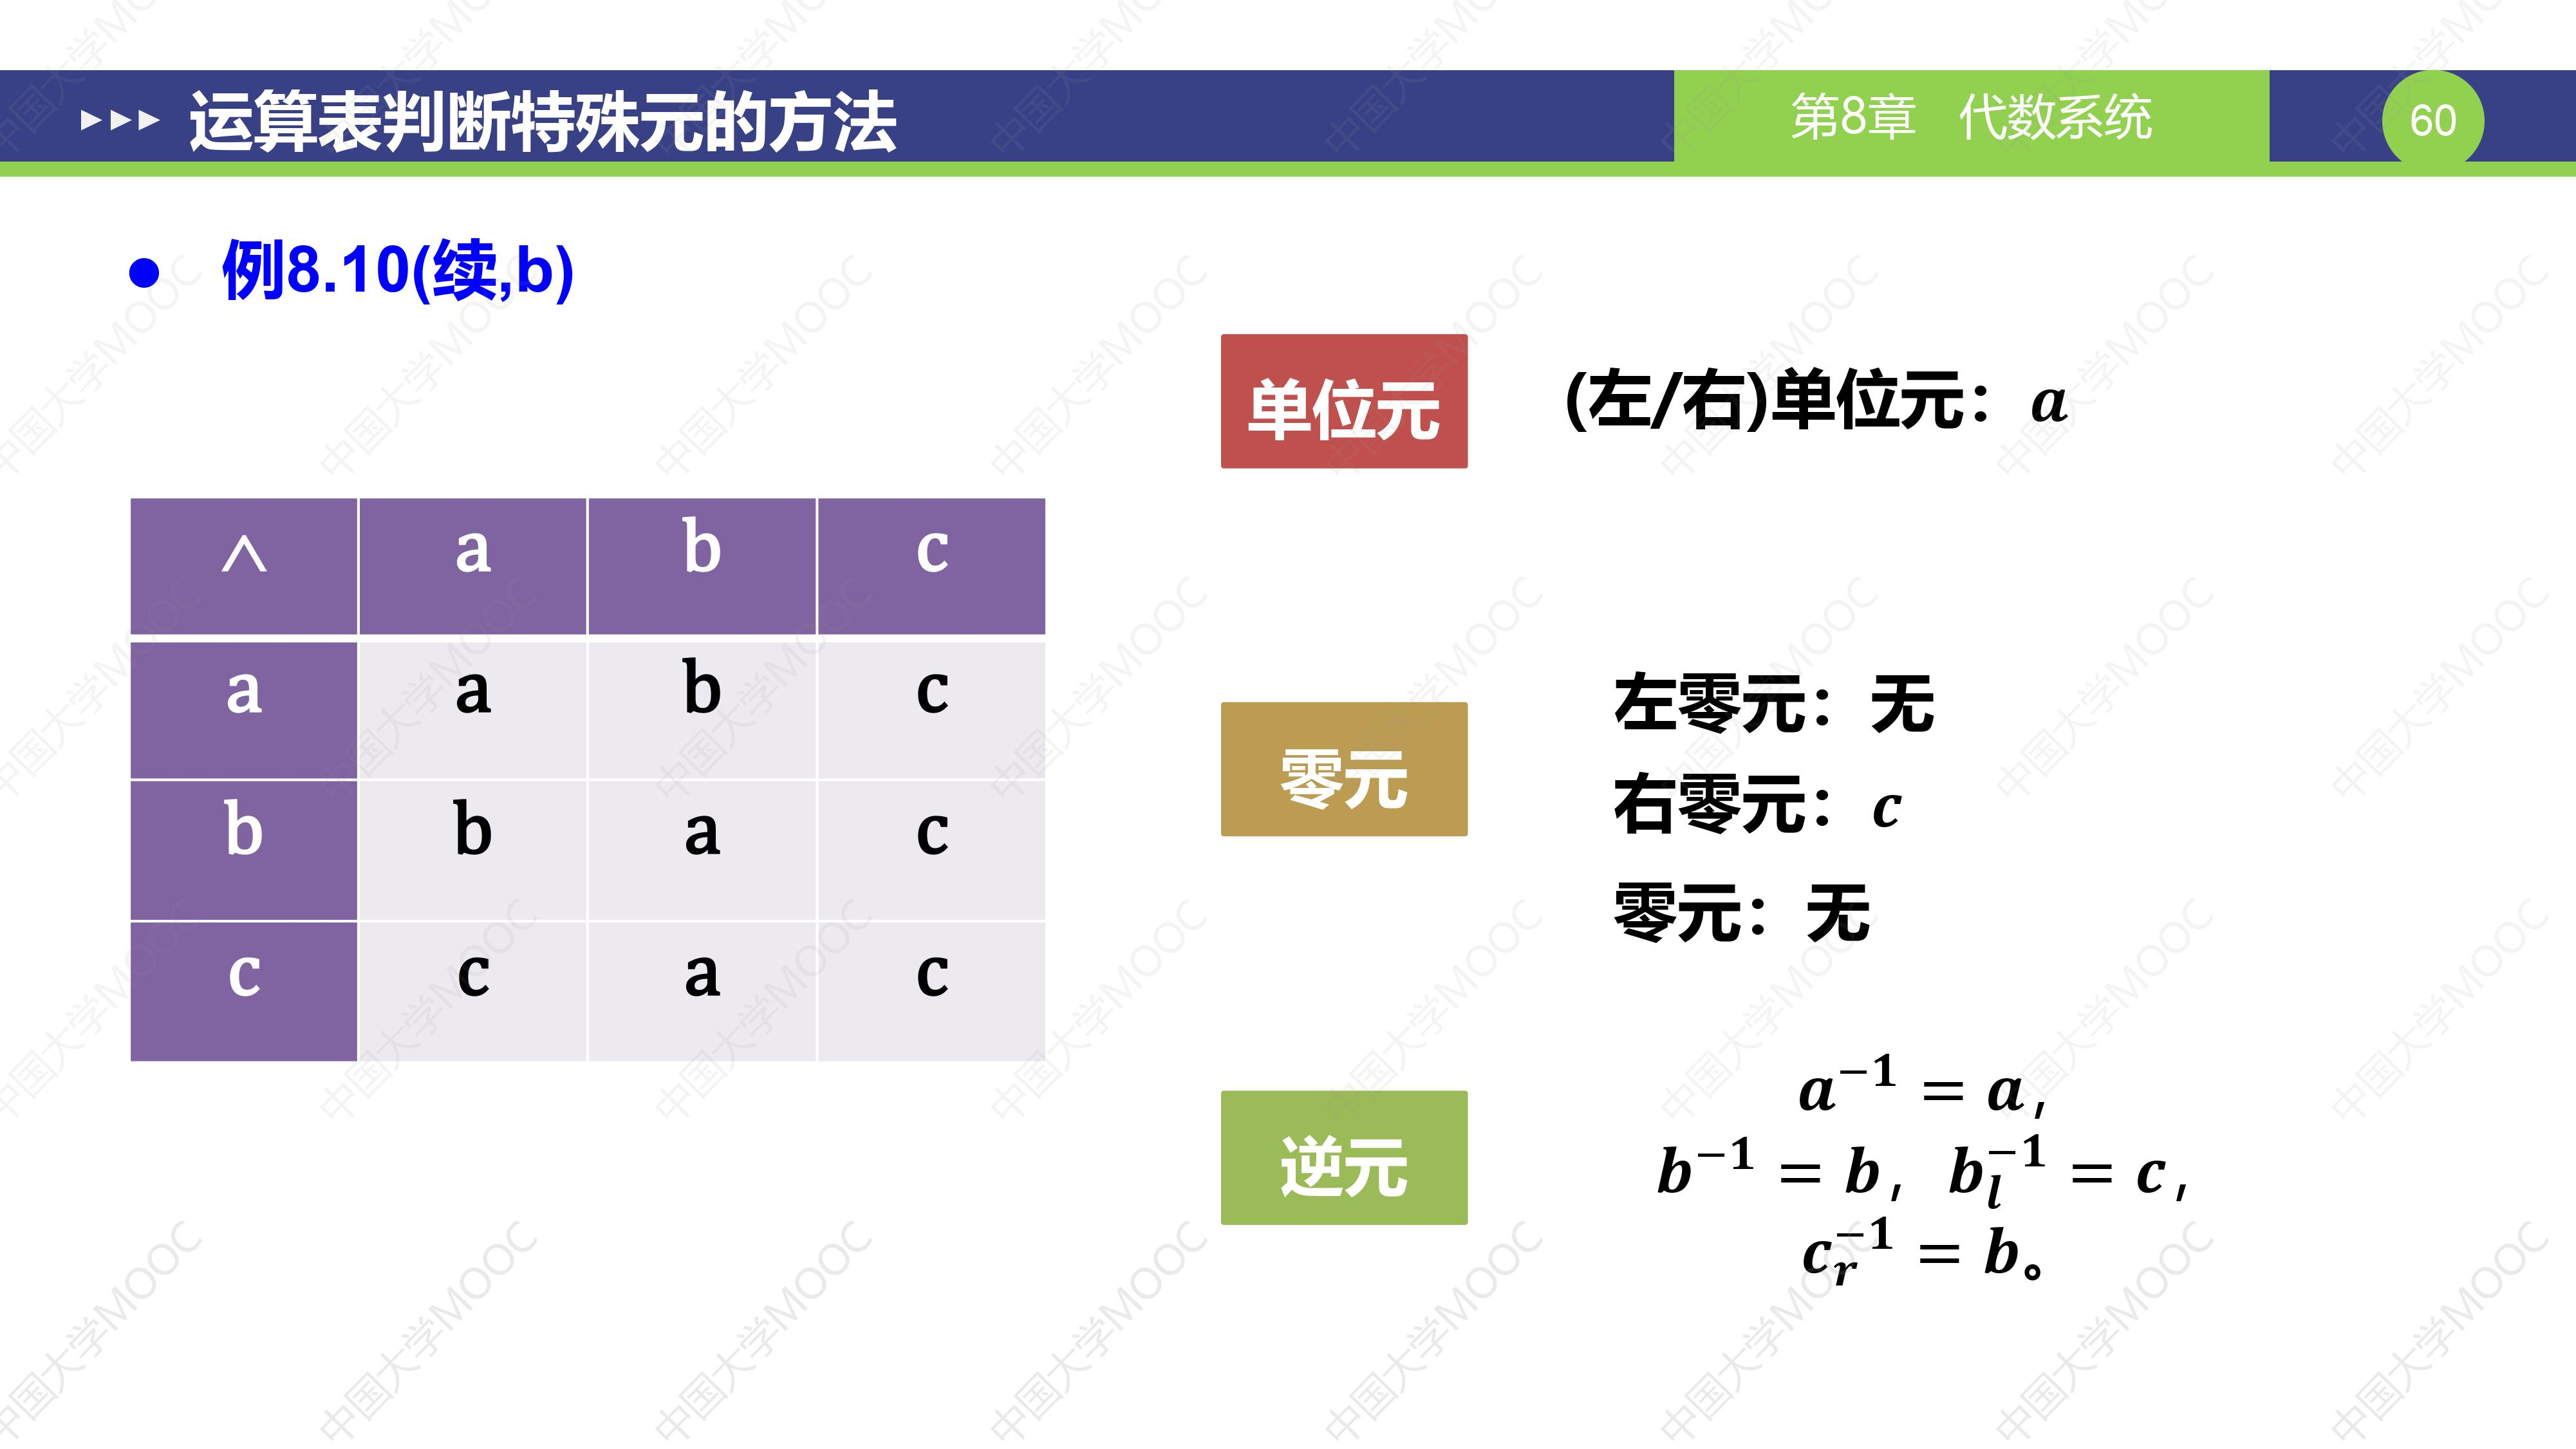 运算表判断特殊元的方法
第8章 代数系统
60
● 例8.10(续,b)
单位元
(左/右)单位元：a
∧ a b c
a a b c
b b a c
c c a c
零元
左零元：无
右零元：c
零元：无
逆元
a⁻¹ = a,
b⁻¹ = b, b_l⁻¹ = c,
c_r⁻¹ = b。
中国大学MOOC